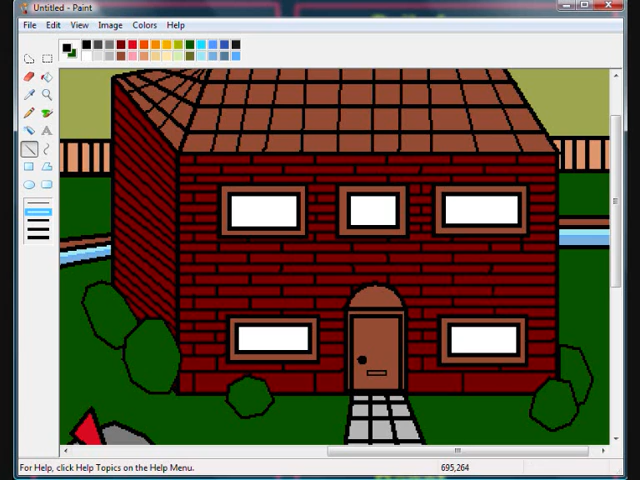 Untitled - Paint
File Edit View Image Colors Help
For Help, click Help Topics on the Help Menu.
695,264